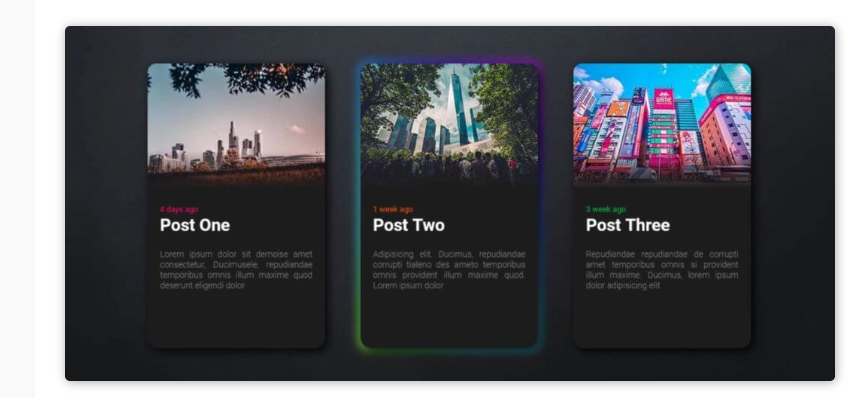 4 days ago
Post One
Lorem ipsum dolor sit demoise amet
consectetur, Ducimusele, repudiandae
temporibus omnis illum maxime quod
deserunt eligendi dolor
1 week ago
Post Two
Adipisicing elit. Ducimus, repudiandae
corrupti tialeno des ameto temporibus
omnis provident illum maxime quod.
Lorem ipsum dolor
3 week ago
Post Three
Repudiandae repudiandae de corrupti
amet temporibus omnis si provident
illum maxime. Ducimus, lorem ipsum
dolor adipisicing elit